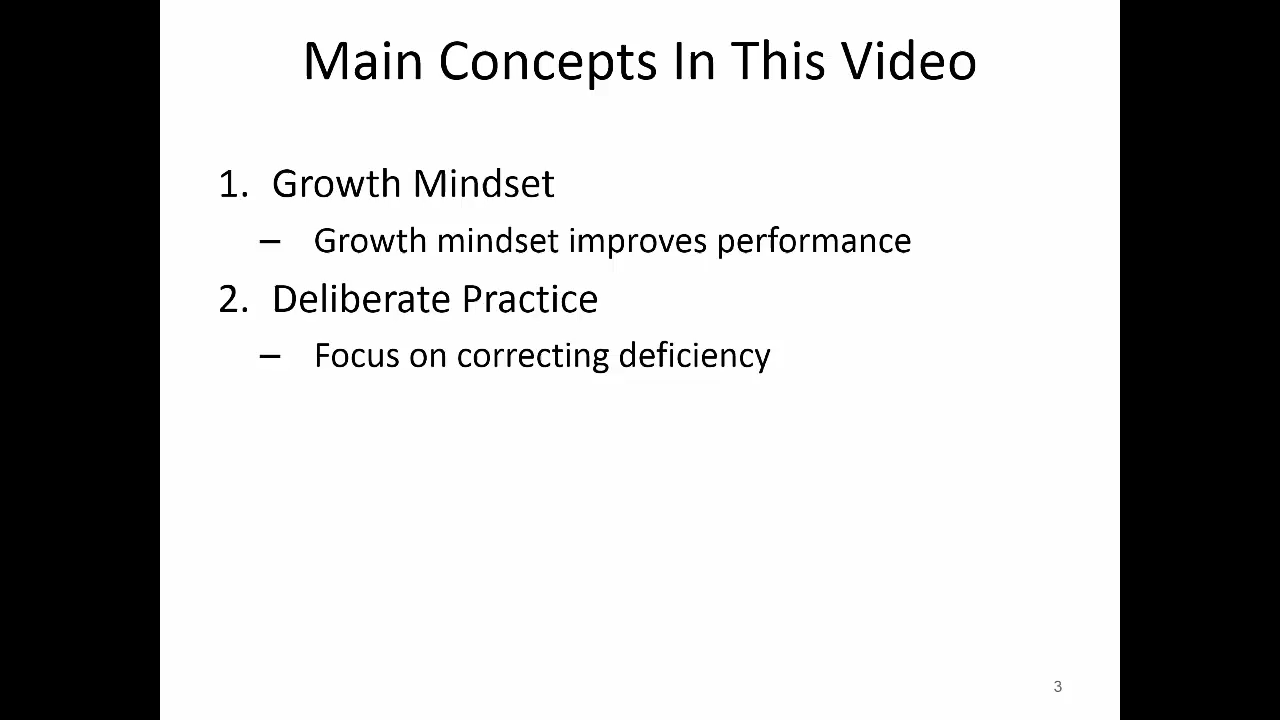 Main Concepts In This Video
1. Growth Mindset
– Growth mindset improves performance
2. Deliberate Practice
– Focus on correcting deficiency
3